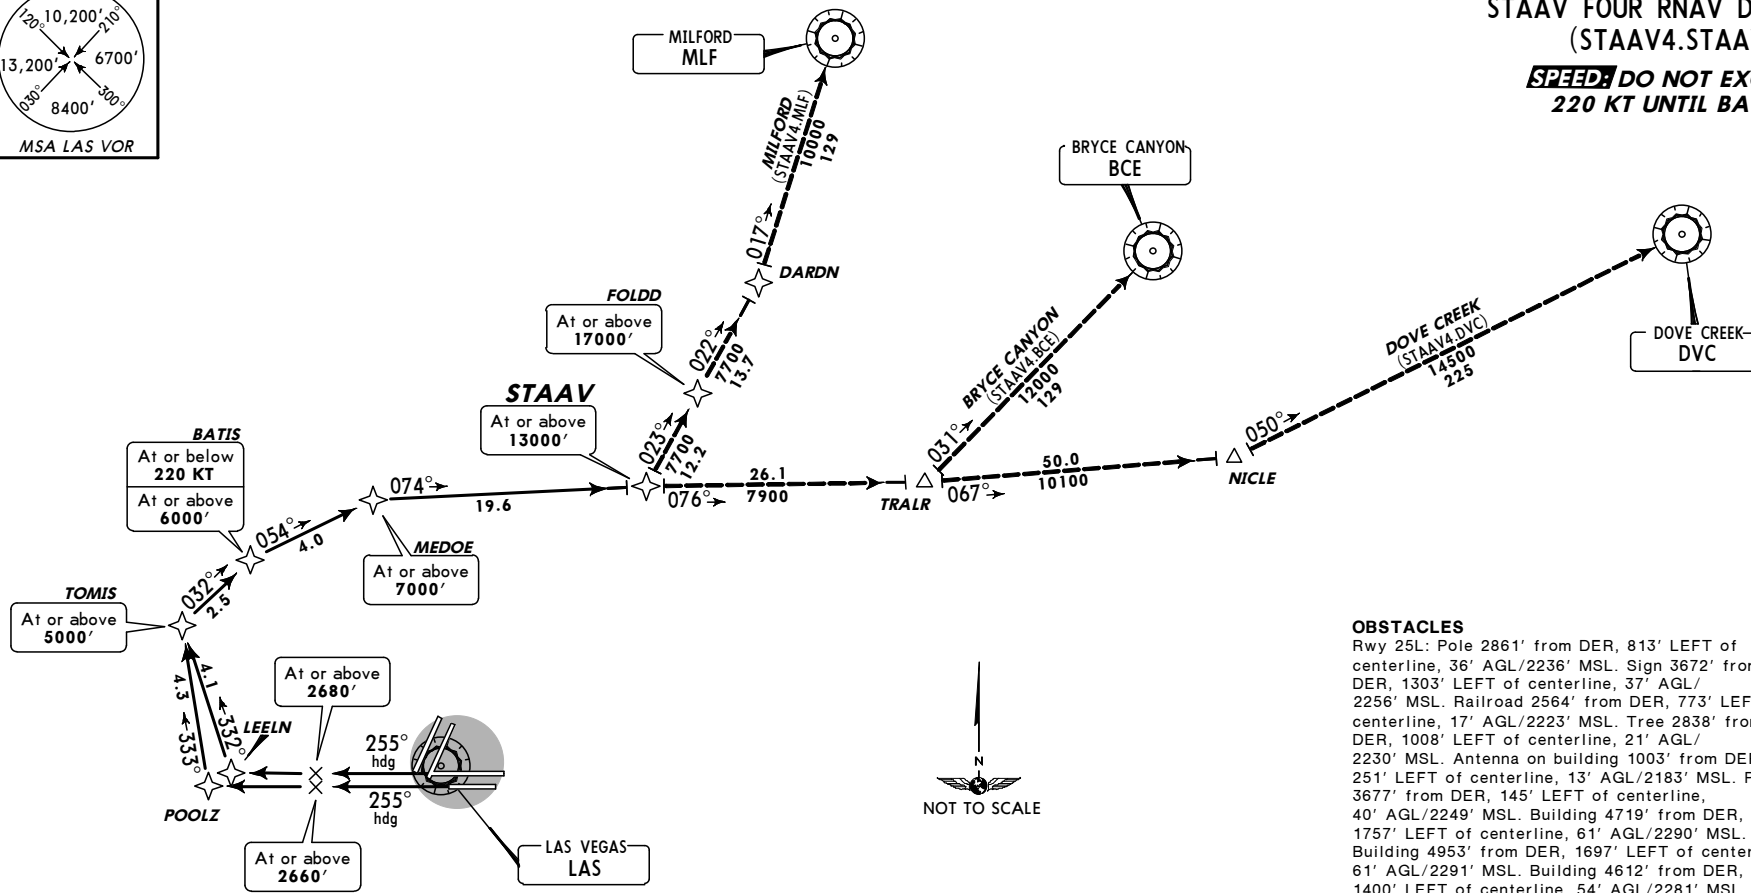 120°
10,200'
210°
13,200'
6700'
030°
8400'
300°
MSA LAS VOR
STAAV FOUR RNAV D
(STAAV4.STAA
SPEED: DO NOT EX
220 KT UNTIL BA
MILFORD
MLF
MILFORD
(STAAV4.MLF)
10000
129
017°
DARDN
BRYCE CANYON
BCE
BRYCE CANYON
(STAAV4.BCE)
12000
129
031°
DOVE CREEK
DVC
DOVE CREEK
(STAAV4.DVC)
14500
225
050°
FOLDD
At or above
17000'
022°
7700
13.7
STAAV
At or above
13000'
023°
7700
12.2
26.1
7900
076°
TRALR
067°
50.0
10100
NICLE
BATIS
At or below
220 KT
At or above
6000'
054°
4.0
074°
19.6
MEDOE
At or above
7000'
TOMIS
At or above
5000'
032°
2.5
4.1
4.3
332°
333°
LEELN
POOLZ
At or above
2680'
At or above
2660'
255°
hdg
255°
hdg
LAS VEGAS
LAS
N
NOT TO SCALE
OBSTACLES
Rwy 25L: Pole 2861' from DER, 813' LEFT of
centerline, 36' AGL/2236' MSL. Sign 3672' from
DER, 1303' LEFT of centerline, 37' AGL/
2256' MSL. Railroad 2564' from DER, 773' LEF
centerline, 17' AGL/2223' MSL. Tree 2838' from
DER, 1008' LEFT of centerline, 21' AGL/
2230' MSL. Antenna on building 1003' from DE
251' LEFT of centerline, 13' AGL/2183' MSL.
3677' from DER, 145' LEFT of centerline,
40' AGL/2249' MSL. Building 4719' from DER,
1757' LEFT of centerline, 61' AGL/2290' MSL.
Building 4953' from DER, 1697' LEFT of center
61' AGL/2291' MSL. Building 4612' from DER,
1400' LEFT of centerline, 54' AGL/2281' MSL